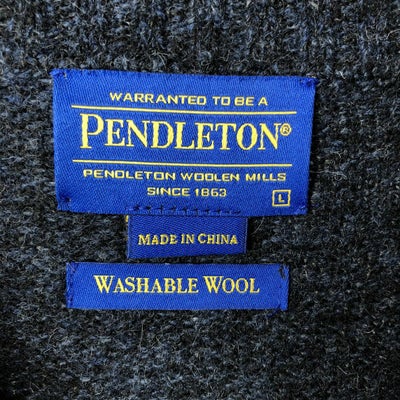 WARRANTED TO BE A
PENDLETON®
PENDLETON WOOLEN MILLS
SINCE 1863
L
MADE IN CHINA
WASHABLE WOOL